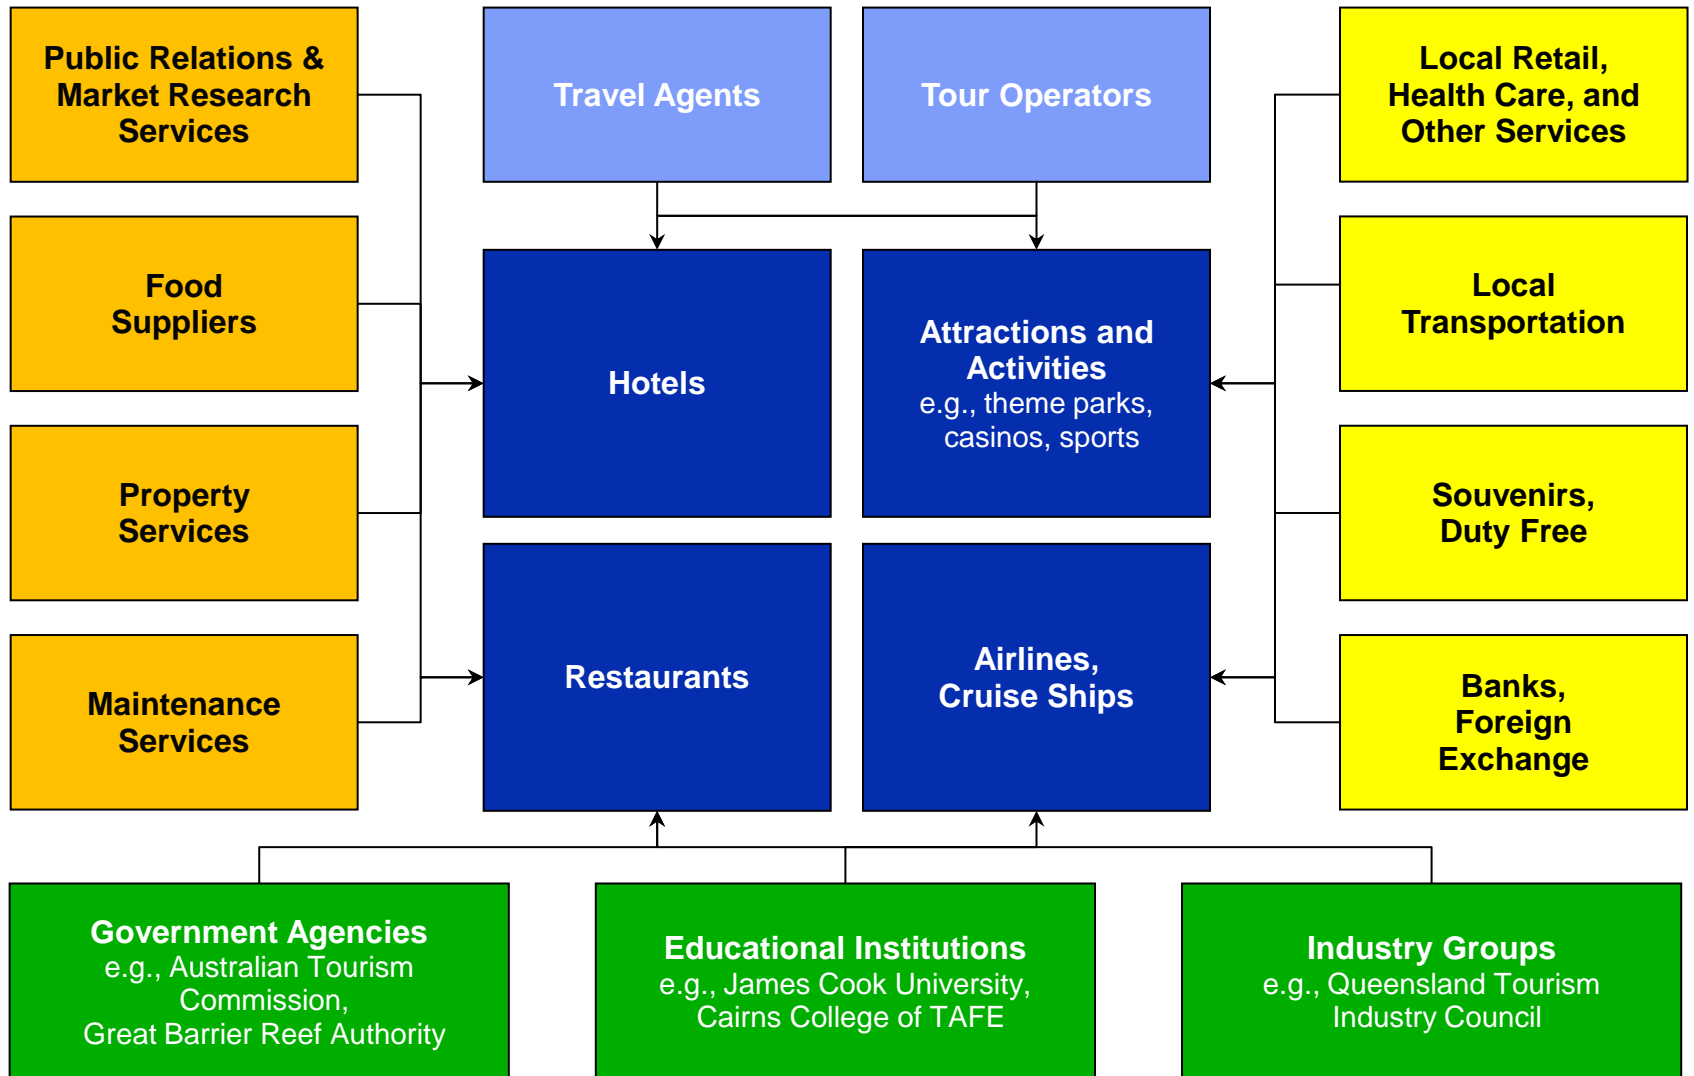 Public Relations &
Market Research
Services
Travel Agents
Tour Operators
Local Retail,
Health Care, and
Other Services
Food
Suppliers
Hotels
Attractions and
Activities
e.g., theme parks,
casinos, sports
Local
Transportation
Property
Services
Souvenirs,
Duty Free
Maintenance
Services
Restaurants
Airlines,
Cruise Ships
Banks,
Foreign
Exchange
Government Agencies
e.g., Australian Tourism
Commission,
Great Barrier Reef Authority
Educational Institutions
e.g., James Cook University,
Cairns College of TAFE
Industry Groups
e.g., Queensland Tourism
Industry Council